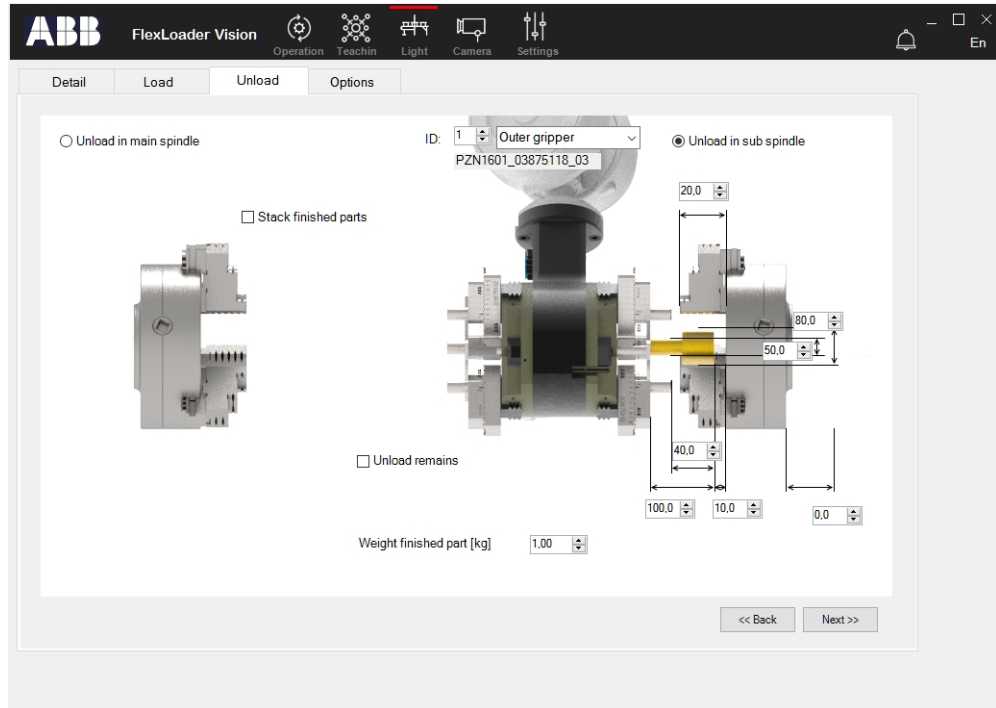 ABB FlexLoader Vision
Operation Teachin Light Camera Settings
En
Detail Load Unload Options
Unload in main spindle
ID: 1 Outer gripper
Unload in sub spindle
PZN1601_03875118_03
20,0
Stack finished parts
80,0
50,0
Unload remains
40,0
100,0 10,0 0,0
Weight finished part [kg] 1,00
<< Back Next >>